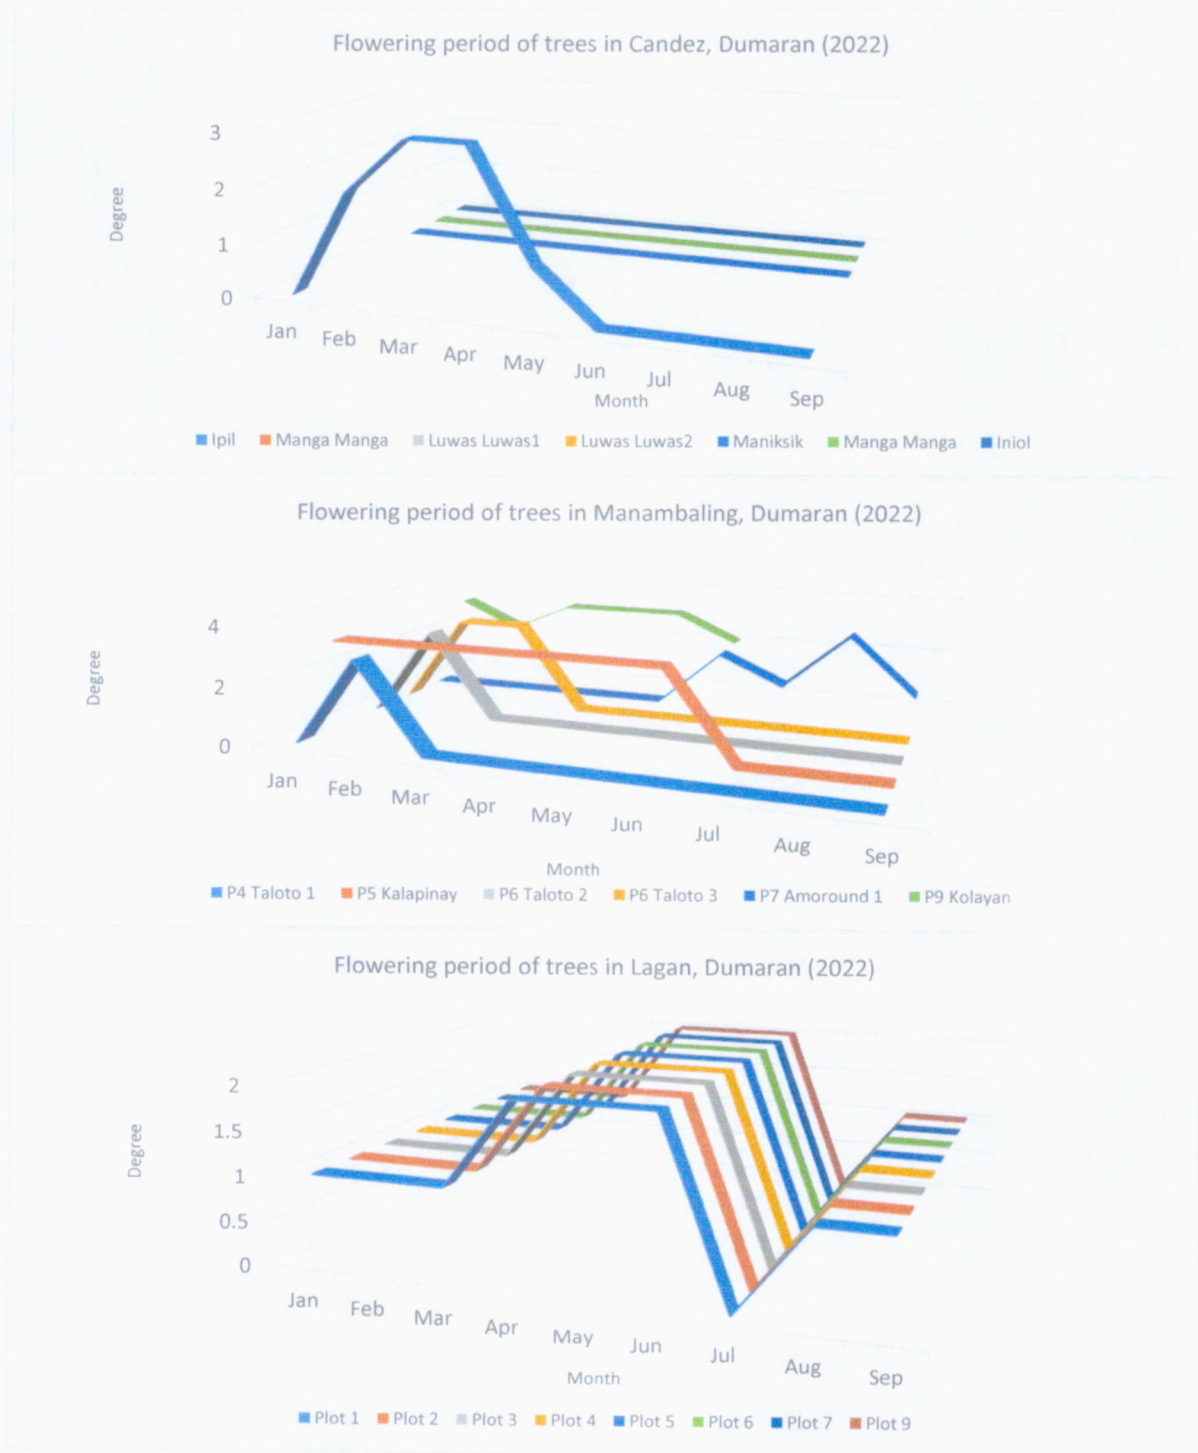 Flowering period of trees in Candez, Dumaran (2022)
Degree
3
2
1
0
Jan Feb Mar Apr May Jun Jul Aug Sep
Month
Ipil Manga Manga Luwas Luwas1 Luwas Luwas2 Maniksik Manga Manga Iniol
Flowering period of trees in Manambaling, Dumaran (2022)
Degree
4
2
0
Jan Feb Mar Apr May Jun Jul Aug Sep
Month
P4 Taloto 1 P5 Kalapinay P6 Taloto 2 P6 Taloto 3 P7 Amoround 1 P9 Kolayan
Flowering period of trees in Lagan, Dumaran (2022)
Degree
2
1.5
1
0.5
0
Jan Feb Mar Apr May Jun Jul Aug Sep
Month
Plot 1 Plot 2 Plot 3 Plot 4 Plot 5 Plot 6 Plot 7 Plot 9